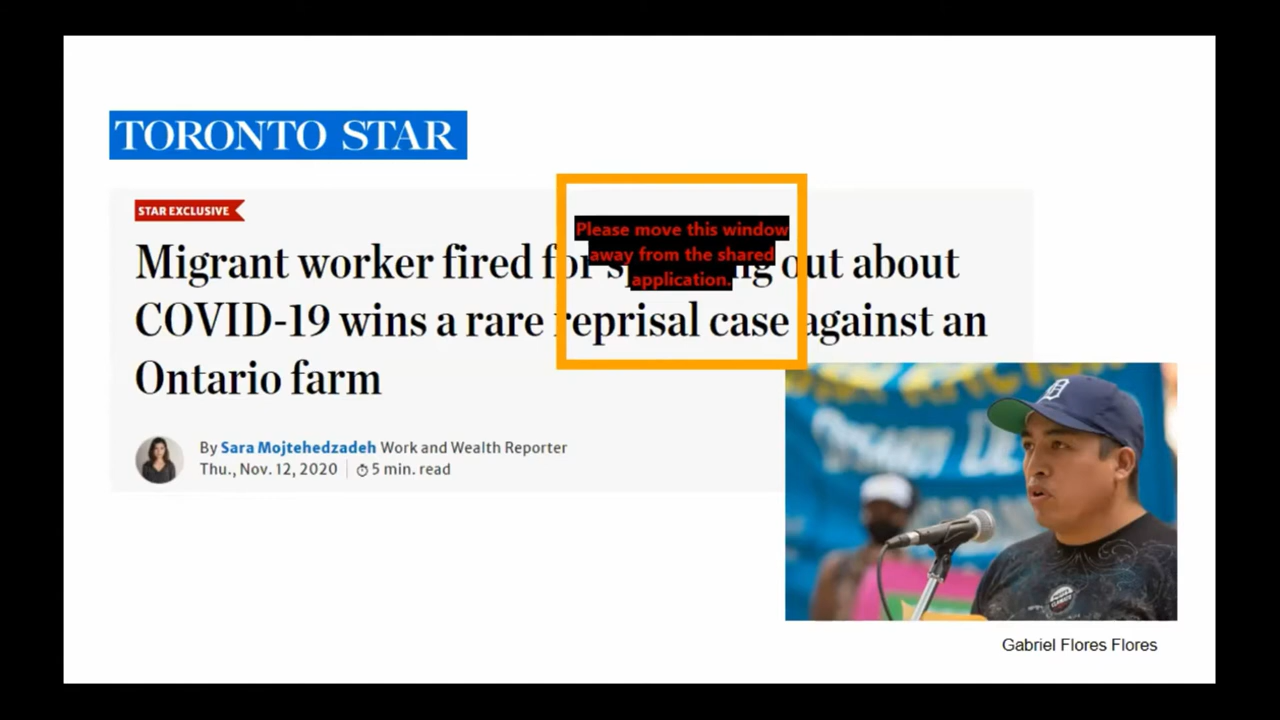 TORONTO STAR
STAR EXCLUSIVE
Migrant worker fired for out about
COVID-19 wins a rare reprisal case against an
Ontario farm
Please move this window
away from the shared
application.
By Sara Mojtehedzadeh Work and Wealth Reporter
Thu., Nov. 12, 2020 5 min. read
Gabriel Flores Flores